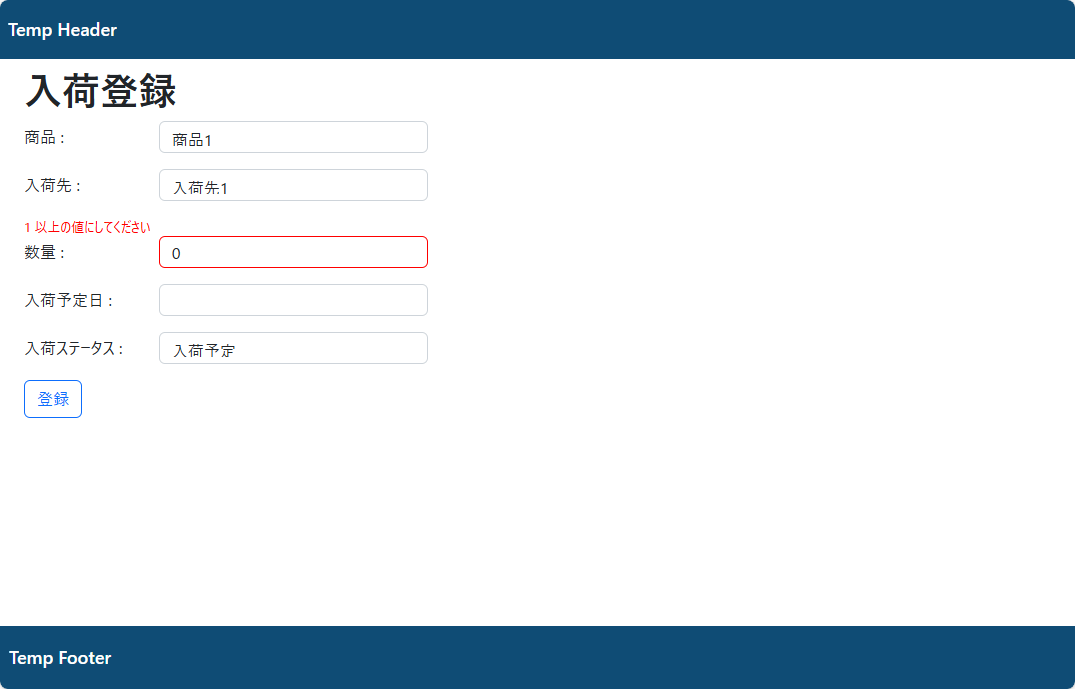 Temp Header
入荷登録
商品 :
商品1
入荷先 :
入荷先1
1 以上の値にしてください
数量 :
0
入荷予定日 :
入荷ステータス :
入荷予定
登録
Temp Footer